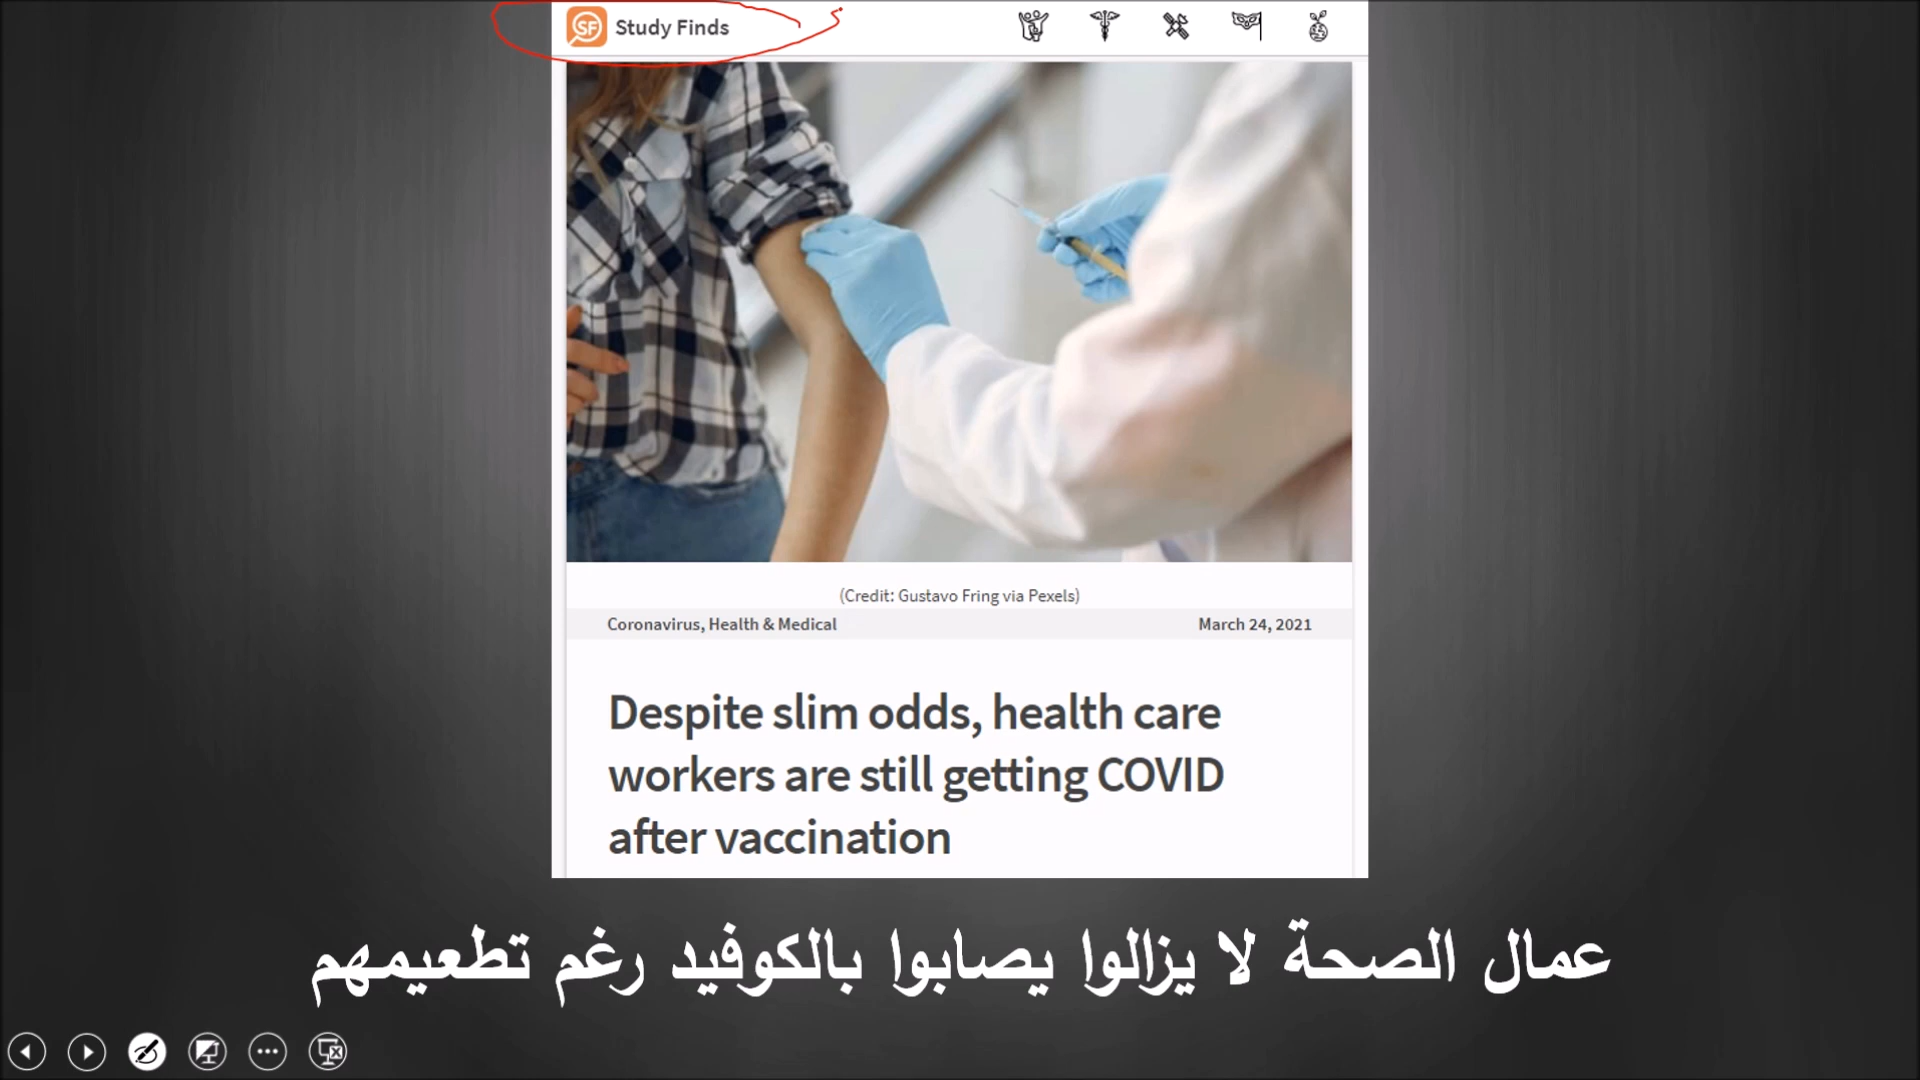 SF Study Finds
(Credit: Gustavo Fring via Pexels)
Coronavirus, Health & Medical March 24, 2021
Despite slim odds, health care
workers are still getting COVID
after vaccination
عمال الصحة لا يزالوا يصابوا بالكوفيد رغم تطعيمهم